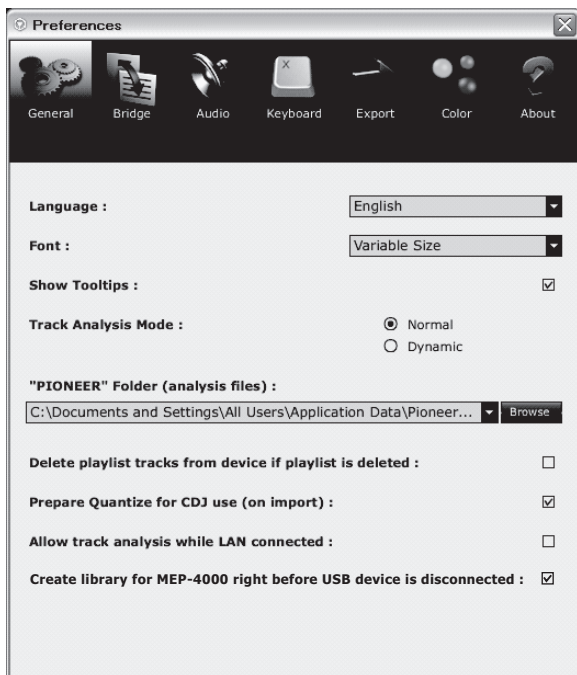 Preferences
General Bridge Audio Keyboard Export Color About
X
Language : English
Font : Variable Size
Show Tooltips :
Track Analysis Mode : Normal
Dynamic
"PIONEER" Folder (analysis files) :
C:\Documents and Settings\All Users\Application Data\Pioneer... Browse
Delete playlist tracks from device if playlist is deleted :
Prepare Quantize for CDJ use (on import) :
Allow track analysis while LAN connected :
Create library for MEP-4000 right before USB device is disconnected :